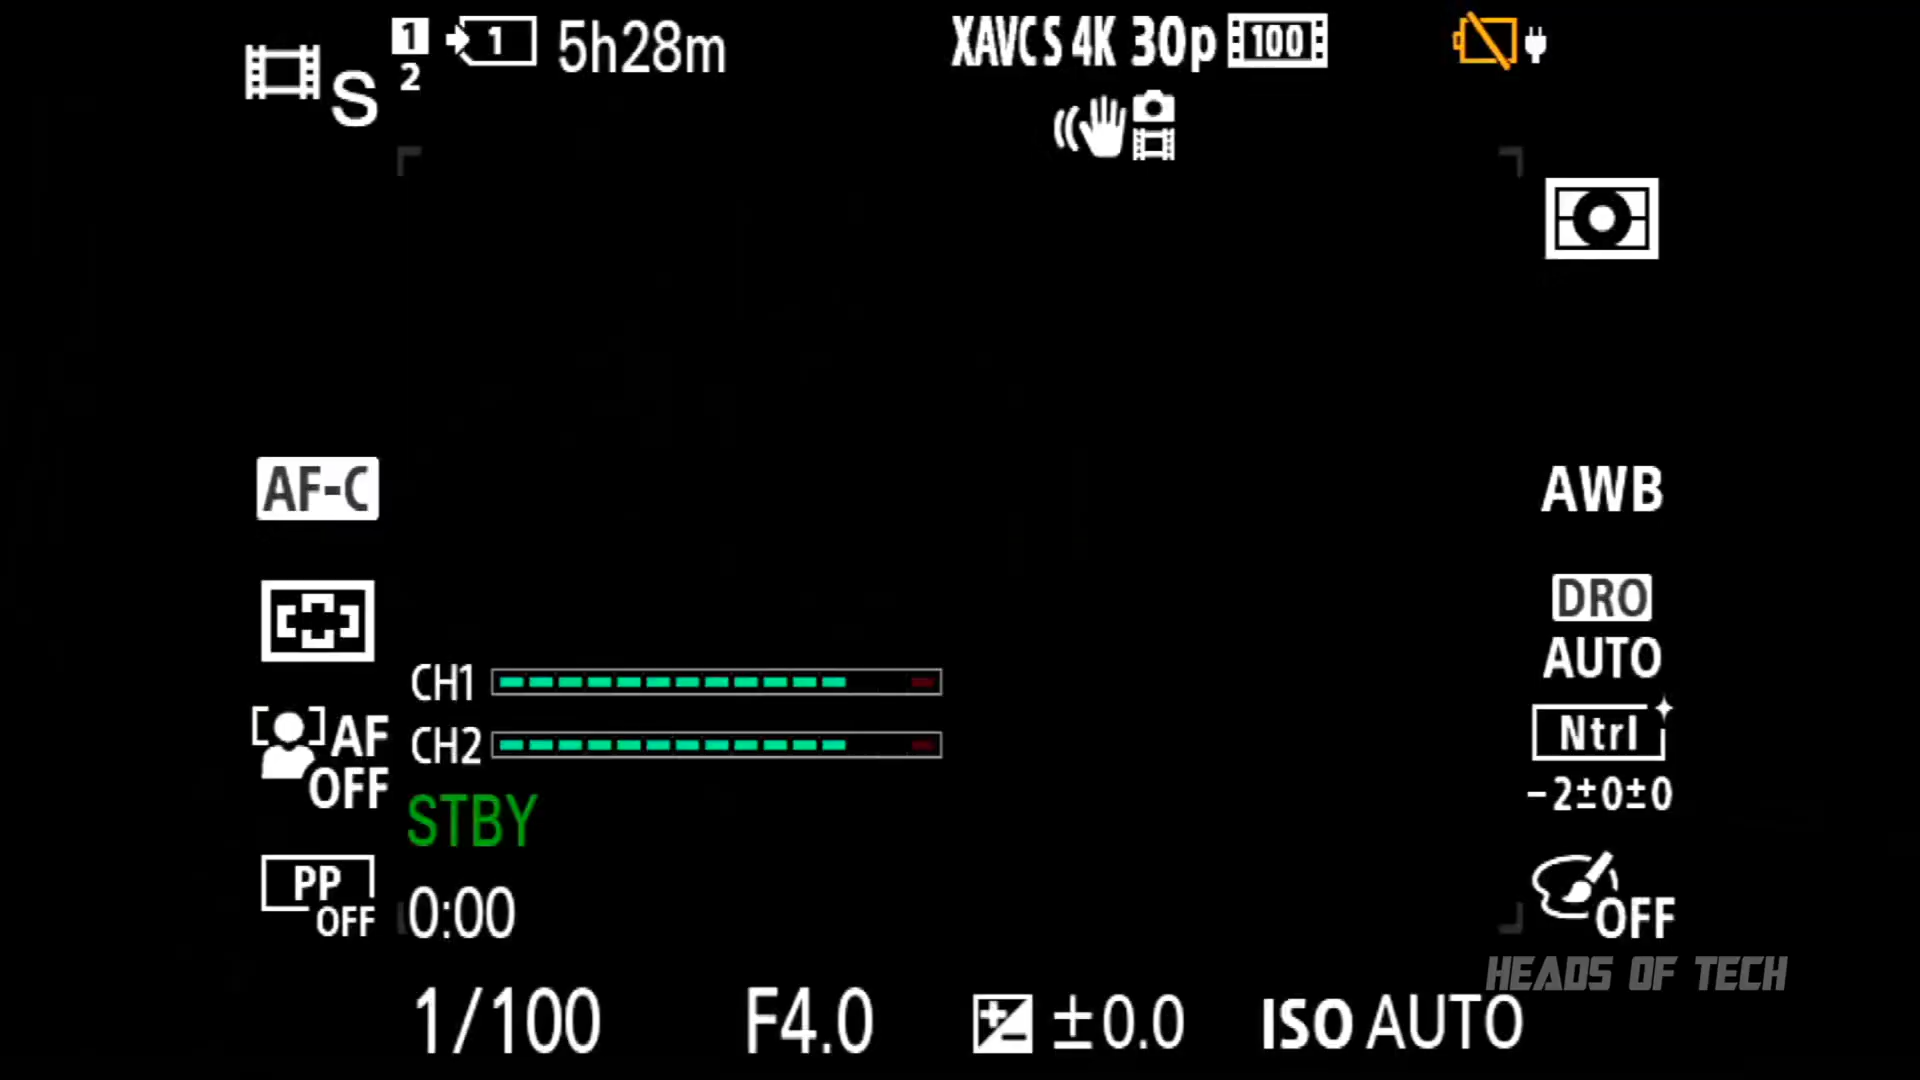 S 1 2 1 5h28m XAVC S 4K 30p 100
AF-C
AWB
DRO
AUTO
CH1
CH2
AF
OFF
Ntrl
-2±0±0
STBY
PP
OFF
0:00
OFF
HEADS OF TECH
1/100 F4.0 ±0.0 ISO AUTO